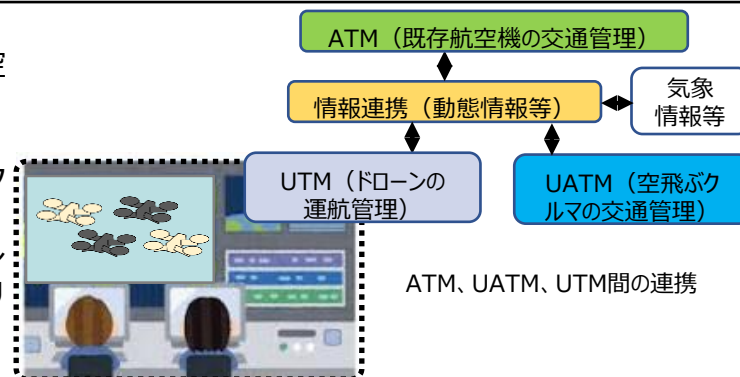 ATM（既存航空機の交通管理）
情報連携（動態情報等）
気象
情報等
UTM（ドローンの
運航管理）
UATM（空飛ぶク
ルマの交通管理）
ATM、UATM、UTM間の連携